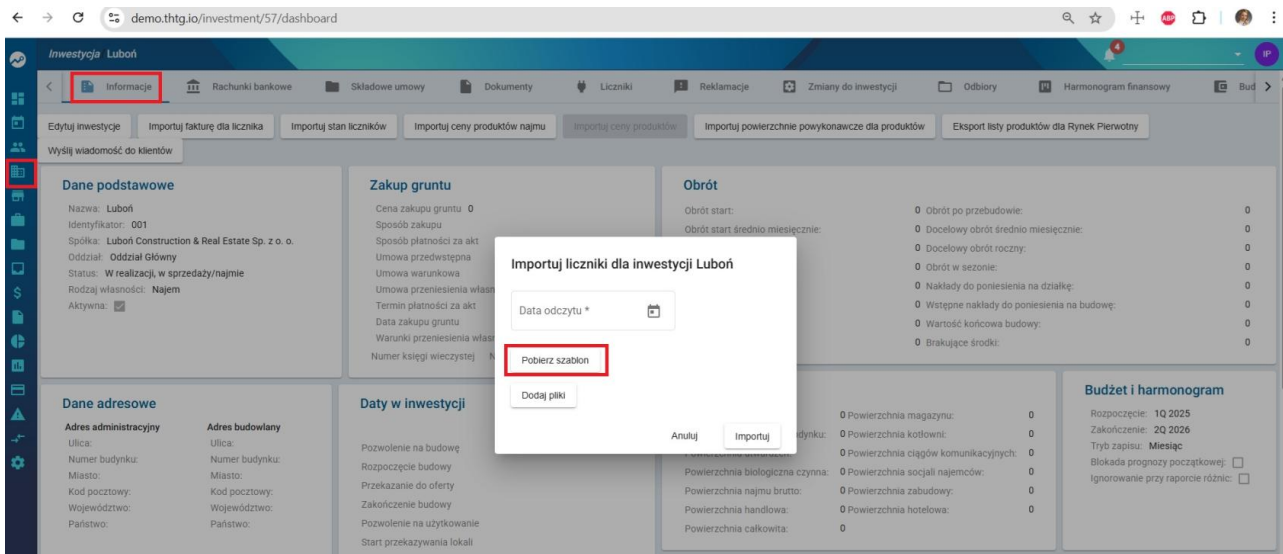 demo.thtg.io/investment/57/dashboard
ABP
Inwestycja Luboń
4
IP
Informacje
Rachunki bankowe
Składowe umowy
Dokumenty
Liczniki
Reklamacje
Zmiany do inwestycji
Odbiory
Harmonogram finansowy
Bud
Edytuj inwestycje
Importuj fakturę dla licznika
Importuj stan liczników
Importuj ceny produktów najmu
Importuj ceny produktów
Importuj powierzchnie powykonawcze dla produktów
Eksport listy produktów dla Rynek Pierwotny
Wyślij wiadomość do klientów
Dane podstawowe
Nazwa: Luboń
Identyfikator: 001
Spółka: Luboń Construction & Real Estate Sp. z o. o.
Oddział: Oddział Główny
Status: W realizacji, w sprzedaży/najmie
Rodzaj własności: Najem
Aktywna:
Zakup gruntu
Cena zakupu gruntu 0
Sposób zakupu
Sposób płatności za akt
Umowa przedwstępna
Umowa warunkowa
Umowa przeniesienia włas
Termin płatności za akt
Data zakupu gruntu
Warunki przeniesienia włas
Numer księgi wieczystej N
Obrót
Obrót start: 0
Obrót start średnio miesięcznie: 0
0
0
0
0
0
0
Obrót po przebudowie: 0
Docelowy obrót średnio miesięcznie: 0
Docelowy obrót roczny: 0
Obrót w sezonie: 0
Nakłady do poniesienia na działkę: 0
Wstępne nakłady do poniesienia na budowę: 0
Wartość końcowa budowy: 0
Brakujące środki: 0
Importuj liczniki dla inwestycji Luboń
Data odczytu *
Pobierz szablon
Dodaj pliki
Anuluj
Importuj
Dane adresowe
Adres administracyjny
Ulica:
Numer budynku:
Miasto:
Kod pocztowy:
Województwo:
Państwo:
Adres budowlany
Ulica:
Numer budynku:
Miasto:
Kod pocztowy:
Województwo:
Państwo:
Daty w inwestycji
Pozwolenie na budowę
Rozpoczęcie budowy
Przekazanie do oferty
Zakończenie budowy
Pozwolenie na użytkowanie
Start przekazywania lokali
0
dynku: 0
0
Powierzchnia biologiczna czynna: 0
Powierzchnia najmu brutto: 0
Powierzchnia handlowa: 0
Powierzchnia całkowita: 0
Powierzchnia magazynu: 0
Powierzchnia kotłowni: 0
Powierzchnia ciągów komunikacyjnych: 0
Powierzchnia socjali najemców: 0
Powierzchnia zabudowy: 0
Powierzchnia hotelowa: 0
Budżet i harmonogram
Rozpoczęcie: 1Q 2025
Zakończenie: 2Q 2026
Tryb zapisu: Miesiąc
Blokada prognozy początkowej:
Ignorowanie przy raporcie różnic: